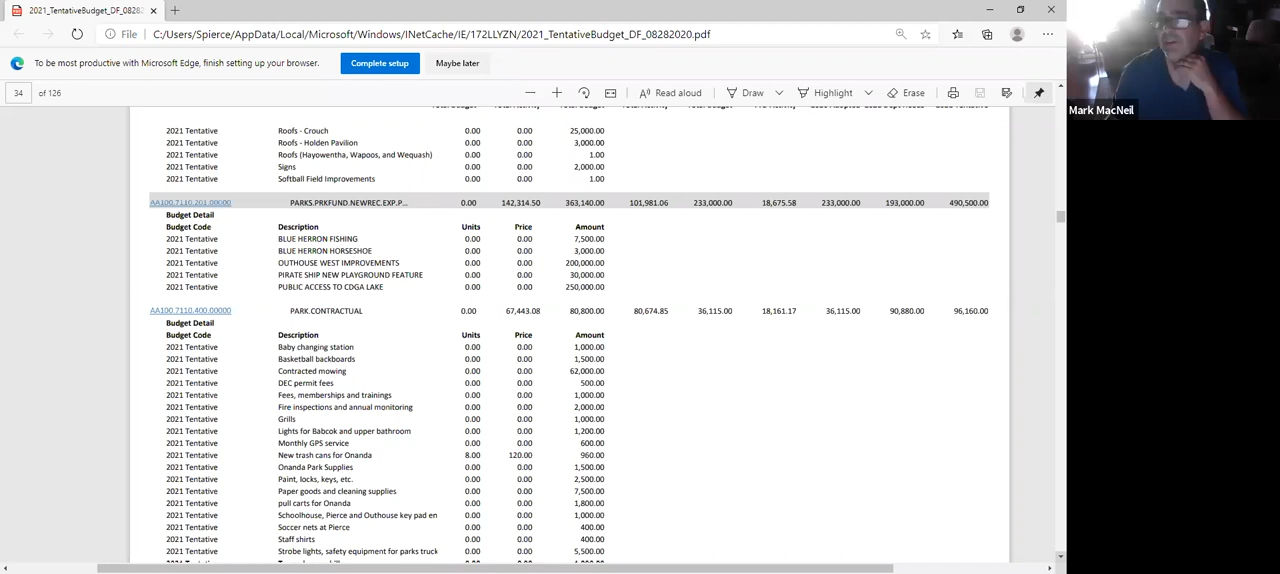 2021_TentativeBudget_DF_0828
File C:/Users/Spierce/AppData/Local/Microsoft/Windows/INetCache/IE/172LLYZN/2021_TentativeBudget_DF_08282020.pdf
To be most productive with Microsoft Edge, finish setting up your browser. Complete setup Maybe later
34 of 126 Read aloud Draw Highlight Erase
Mark MacNeil
2021 Tentative Roofs - Crouch 0.00 0.00 25,000.00
2021 Tentative Roofs - Holden Pavilion 0.00 0.00 3,000.00
2021 Tentative Roofs (Hayowentha, Wapoos, and Wequash) 0.00 0.00 1.00
2021 Tentative Signs 0.00 0.00 2,000.00
2021 Tentative Softball Field Improvements 0.00 0.00 1.00
AA100.7110.201.00000 PARKS.PRKFUND.NEWREC.EXP.P... 0.00 142,314.50 363,140.00 101,981.06 233,000.00 18,675.58 233,000.00 193,000.00 490,500.00
Budget Detail
Budget Code Description Units Price Amount
2021 Tentative BLUE HERRON FISHING 0.00 0.00 7,500.00
2021 Tentative BLUE HERRON HORSESHOE 0.00 0.00 3,000.00
2021 Tentative OUTHOUSE WEST IMPROVEMENTS 0.00 0.00 200,000.00
2021 Tentative PIRATE SHIP NEW PLAYGROUND FEATURE 0.00 0.00 30,000.00
2021 Tentative PUBLIC ACCESS TO CDGA LAKE 0.00 0.00 250,000.00
AA100.7110.400.00000 PARK.CONTRACTUAL 0.00 67,443.08 80,800.00 80,674.85 36,115.00 18,161.17 36,115.00 90,880.00 96,160.00
Budget Detail
Budget Code Description Units Price Amount
2021 Tentative Baby changing station 0.00 0.00 1,000.00
2021 Tentative Basketball backboards 0.00 0.00 1,500.00
2021 Tentative Contracted mowing 0.00 0.00 62,000.00
2021 Tentative DEC permit fees 0.00 0.00 500.00
2021 Tentative Fees, memberships and trainings 0.00 0.00 1,000.00
2021 Tentative Fire inspections and annual monitoring 0.00 0.00 2,000.00
2021 Tentative Grills 0.00 0.00 1,000.00
2021 Tentative Lights for Babcok and upper bathroom 0.00 0.00 1,200.00
2021 Tentative Monthly GPS service 0.00 0.00 600.00
2021 Tentative New trash cans for Onanda 8.00 120.00 960.00
2021 Tentative Onanda Park Supplies 0.00 0.00 1,500.00
2021 Tentative Paint, locks, keys, etc. 0.00 0.00 2,500.00
2021 Tentative Paper goods and cleaning supplies 0.00 0.00 7,500.00
2021 Tentative pull carts for Onanda 0.00 0.00 1,800.00
2021 Tentative Schoolhouse, Pierce and Outhouse key pad en 0.00 0.00 1,000.00
2021 Tentative Soccer nets at Pierce 0.00 0.00 400.00
2021 Tentative Staff shirts 0.00 0.00 400.00
2021 Tentative Strobe lights, safety equipment for parks truck 0.00 0.00 5,500.00